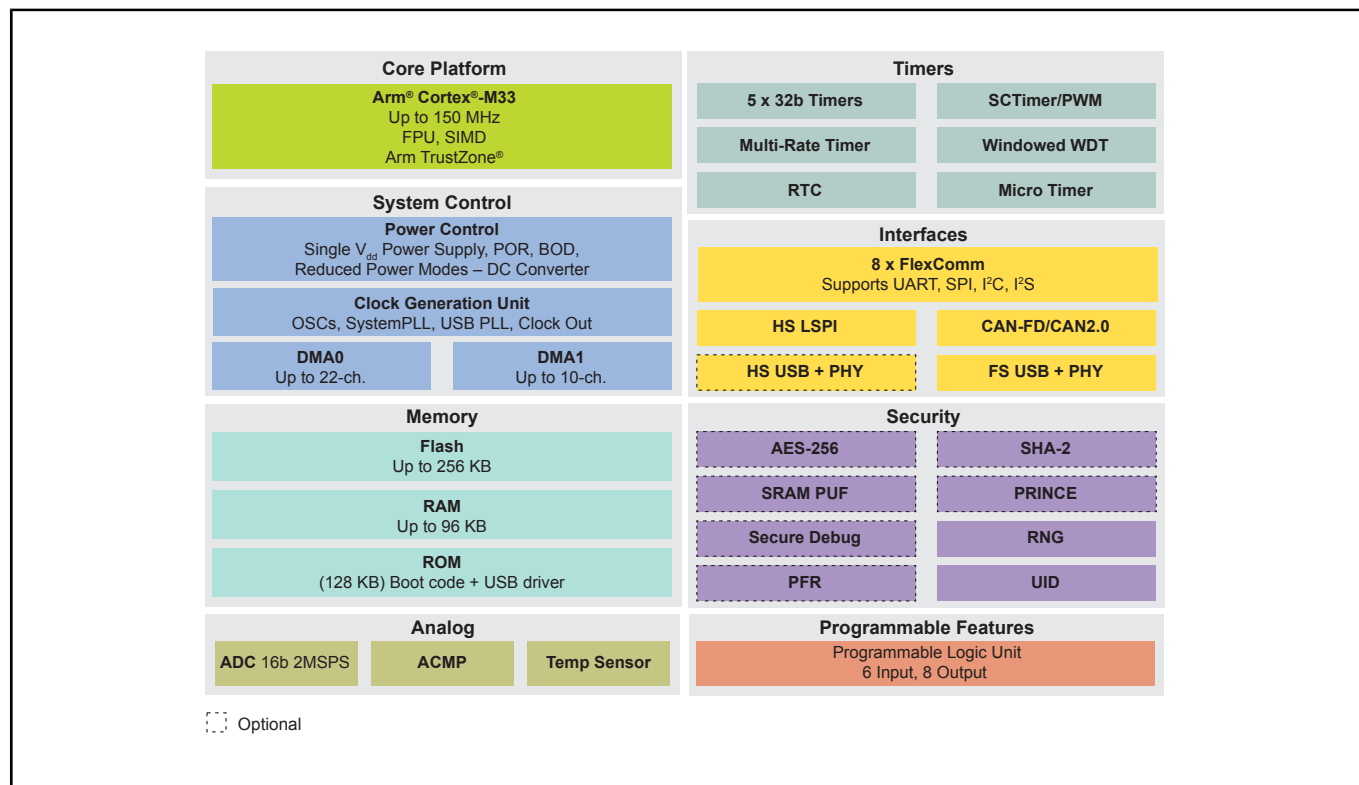 Core Platform
Arm® Cortex®-M33
Up to 150 MHz
FPU, SIMD
Arm TrustZone®
System Control
Power Control
Single Vdd Power Supply, POR, BOD,
Reduced Power Modes – DC Converter
Clock Generation Unit
OSCs, SystemPLL, USB PLL, Clock Out
DMA0
Up to 22-ch.
DMA1
Up to 10-ch.
Memory
Flash
Up to 256 KB
RAM
Up to 96 KB
ROM
(128 KB) Boot code + USB driver
Analog
ADC 16b 2MSPS
ACMP
Temp Sensor
Timers
5 x 32b Timers
SCTimer/PWM
Multi-Rate Timer
Windowed WDT
RTC
Micro Timer
Interfaces
8 x FlexComm
Supports UART, SPI, I²C, I²S
HS LSPI
CAN-FD/CAN2.0
HS USB + PHY
FS USB + PHY
Security
AES-256
SHA-2
SRAM PUF
PRINCE
Secure Debug
RNG
PFR
UID
Programmable Features
Programmable Logic Unit
6 Input, 8 Output
Optional